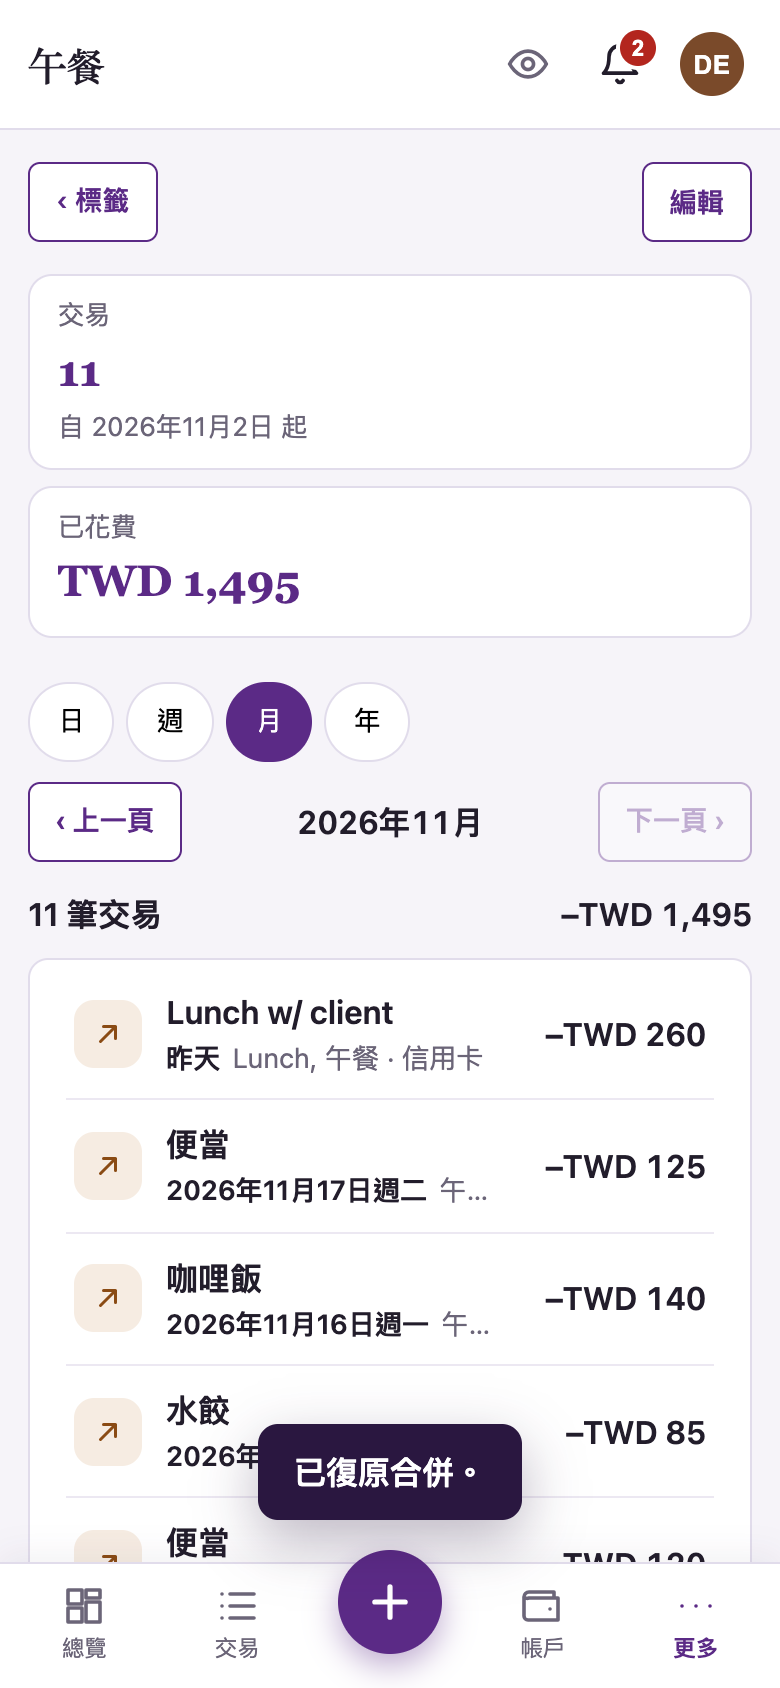 午餐
2
DE
‹ 標籤
編輯
交易
11
自 2026年11月2日 起
已花費
TWD 1,495
日
週
月
年
‹ 上一頁
2026年11月
下一頁 ›
11 筆交易
–TWD 1,495
Lunch w/ client
–TWD 260
昨天 Lunch, 午餐 · 信用卡
便當
–TWD 125
2026年11月17日週二 午...
咖哩飯
–TWD 140
2026年11月16日週一 午...
水餃
–TWD 85
2026年
已復原合併。
便當
–TWD 120
總覽
交易
帳戶
更多